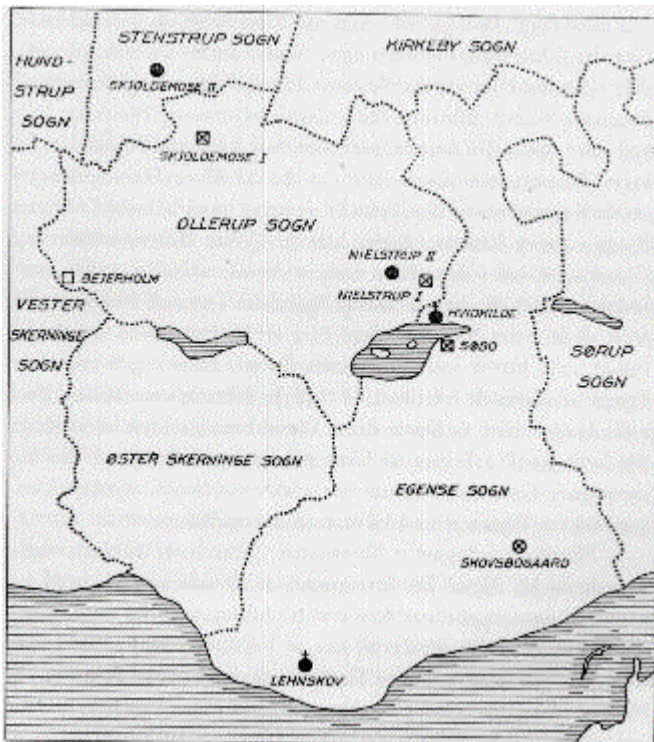 STENSTRUP SOGN
KIRKEBY SOGN
HUND-
STRUP
SOGN
SKJOLDEMOSE II
SKJOLDEMOSE I
OLLERUP SOGN
NIELSTRUP II
NIELSTRUP I
BEJERHOLM
HVIDKILDE
VESTER
SKERNINGE
SOGN
SØBO
SØRUP
SOGN
ØSTER SKERNINGE SOGN
EGENSE SOGN
SKOVSBOGAARD
LEHNSKOV